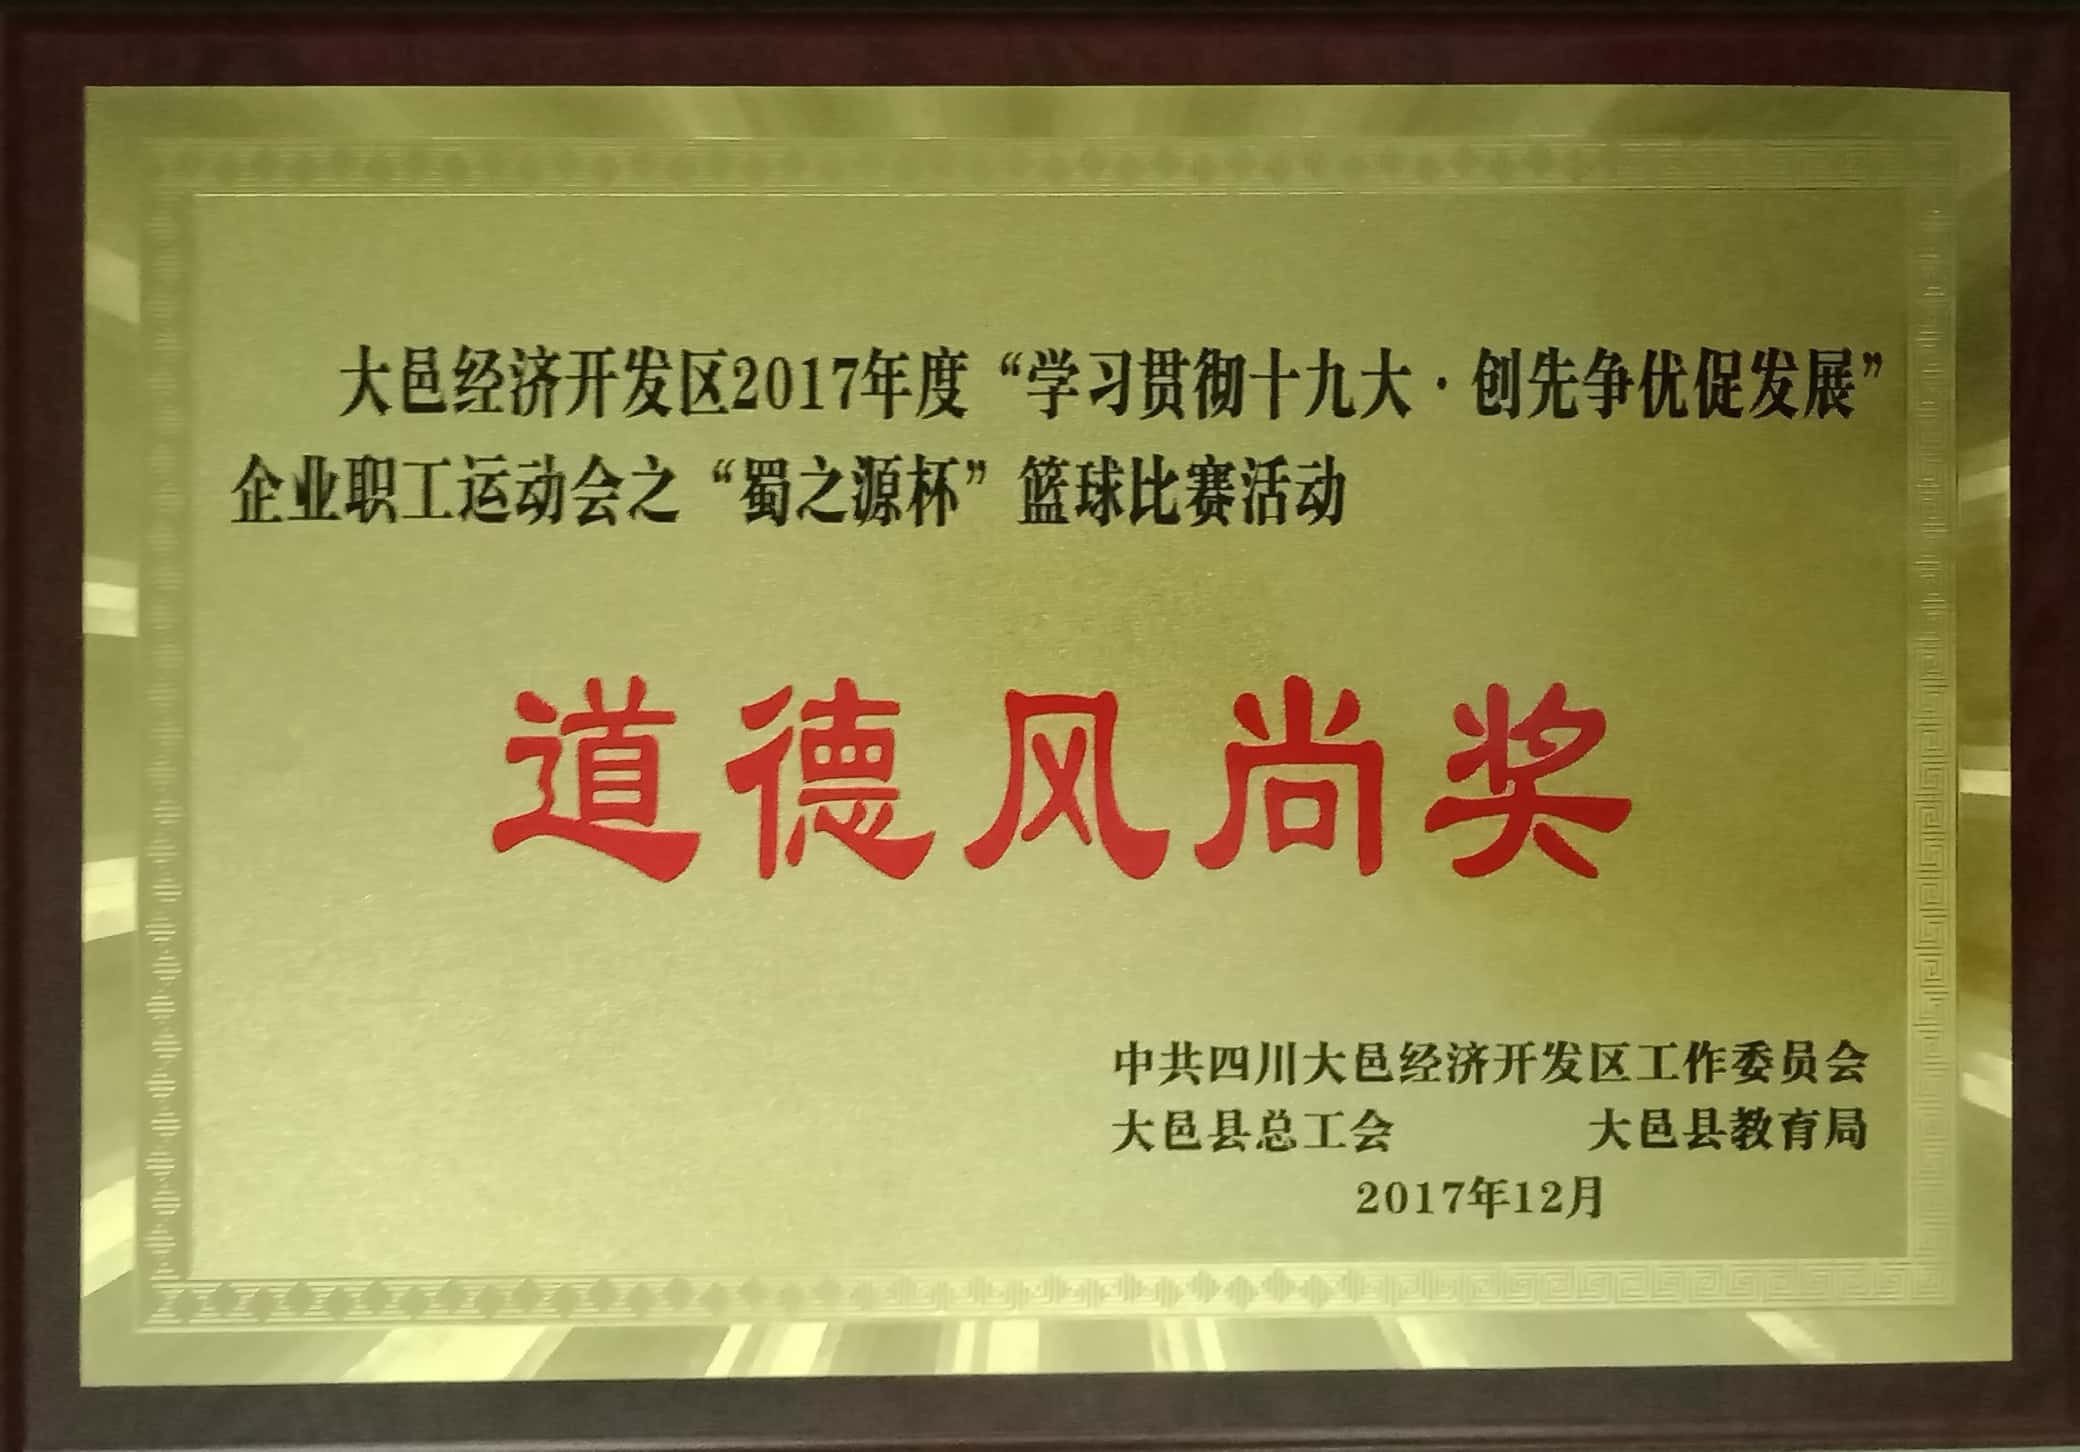 大邑经济开发区2017年度“学习贯彻十九大·创先争优促发展”
企业职工运动会之“蜀之源杯”篮球比赛活动
道德风尚奖
中共四川大邑经济开发区工作委员会
大邑县总工会 大邑县教育局
2017年12月